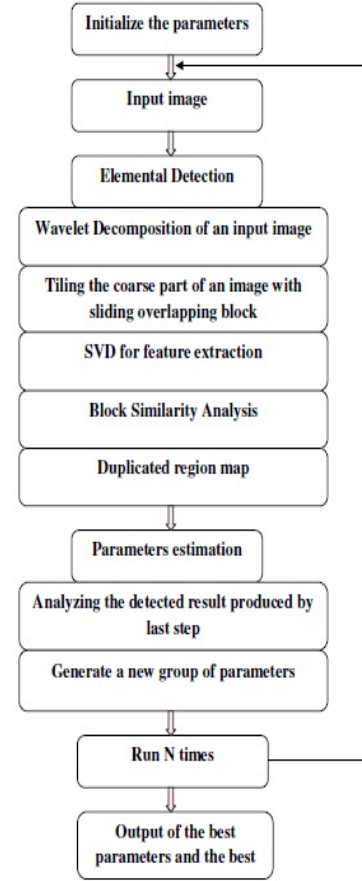 Initialize the parameters
Input image
Elemental Detection
Wavelet Decomposition of an input image
Tiling the coarse part of an image with
sliding overlapping block
SVD for feature extraction
Block Similarity Analysis
Duplicated region map
Parameters estimation
Analyzing the detected result produced by
last step
Generate a new group of parameters
Run N times
Output of the best
parameters and the best